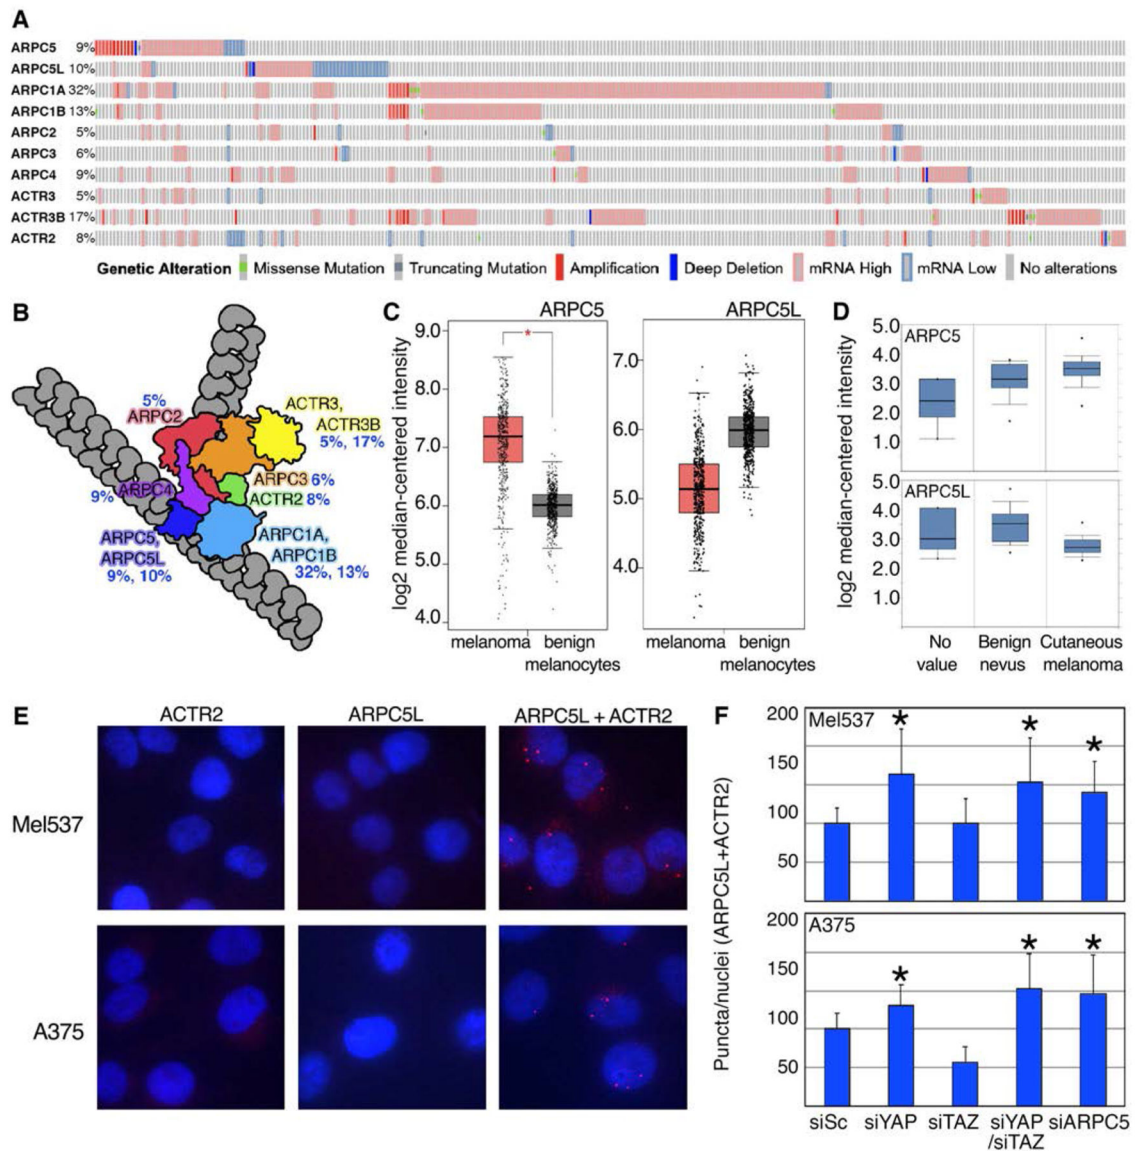 A
ARPC5 9%
ARPC5L 10%
ARPC1A 32%
ARPC1B 13%
ARPC2 5%
ARPC3 6%
ARPC4 9%
ACTR3 5%
ACTR3B 17%
ACTR2 8%
Genetic Alteration Missense Mutation Truncating Mutation Amplification Deep Deletion mRNA High mRNA Low No alterations
B
5%
ARPC2
ACTR3,
ACTR3B
5%, 17%
ARPC3 6%
ACTR2 8%
9% ARPC4
ARPC5,
ARPC5L
9%, 10%
ARPC1A,
ARPC1B
32%, 13%
C
ARPC5
ARPC5L
log2 median-centered intensity
9.0
8.0
7.0
6.0
5.0
4.0
*
7.0
6.0
5.0
4.0
melanoma benign
melanocytes
melanoma benign
melanocytes
D
log2 median-centered intensity
ARPC5
5.0
4.0
3.0
2.0
1.0
ARPC5L
5.0
4.0
3.0
2.0
1.0
No
value
Benign
nevus
Cutaneous
melanoma
E
ACTR2 ARPC5L ARPC5L + ACTR2
Mel537
A375
F
Puncta/nuclei (ARPC5L+ACTR2)
Mel537
200
150
100
50
* * *
A375
200
150
100
50
* * *
siSc siYAP siTAZ siYAP
/siTAZ
siARPC5